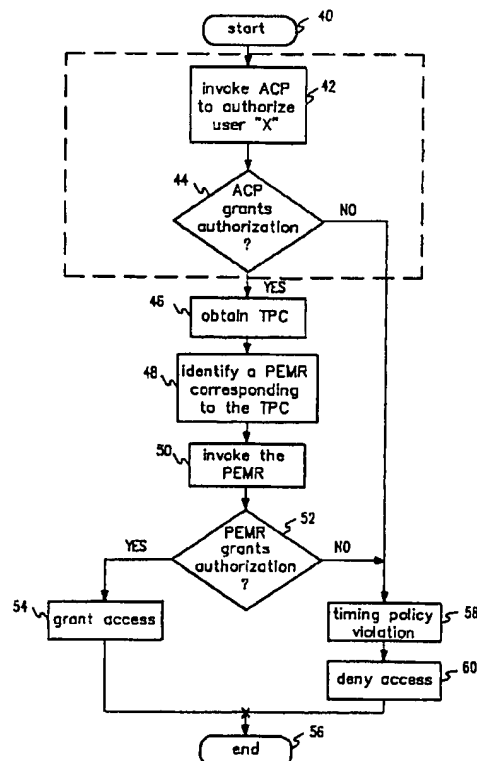 start
40
invoke ACP
to authorize
user "X"
42
44
ACP
grants
authorization
?
NO
YES
46
obtain TPC
48
identify a PEMR
corresponding
to the TPC
50
invoke the
PEMR
52
PEMR
grants
authorization
?
YES
NO
54
grant access
timing policy
violation
58
deny access
60
end
56